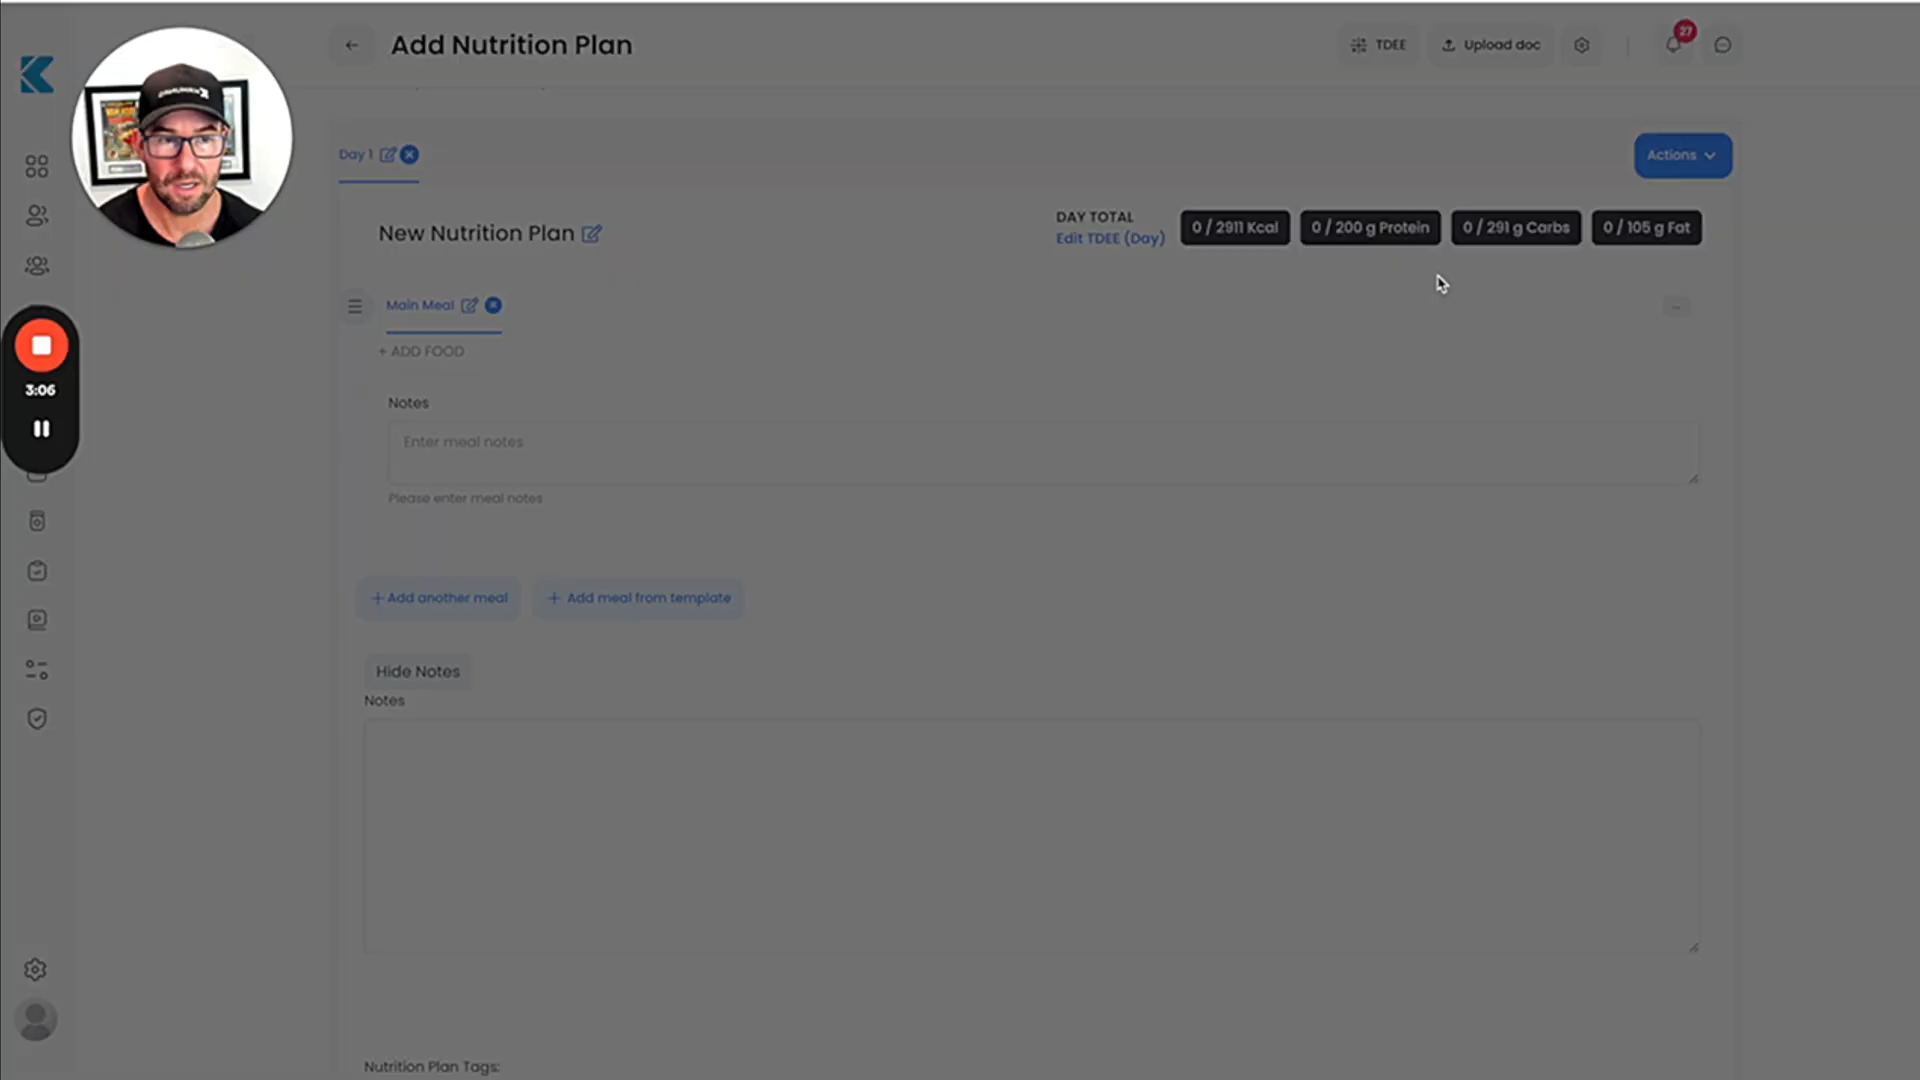 Add Nutrition Plan
TDEE
Upload doc
27
Day 1
Actions
New Nutrition Plan
DAY TOTAL
Edit TDEE (Day)
0 / 2911 Kcal
0 / 200 g Protein
0 / 291 g Carbs
0 / 105 g Fat
Main Meal
+ ADD FOOD
3:06
Notes
Enter meal notes
Please enter meal notes
+ Add another meal
+ Add meal from template
Hide Notes
Notes
Nutrition Plan Tags: